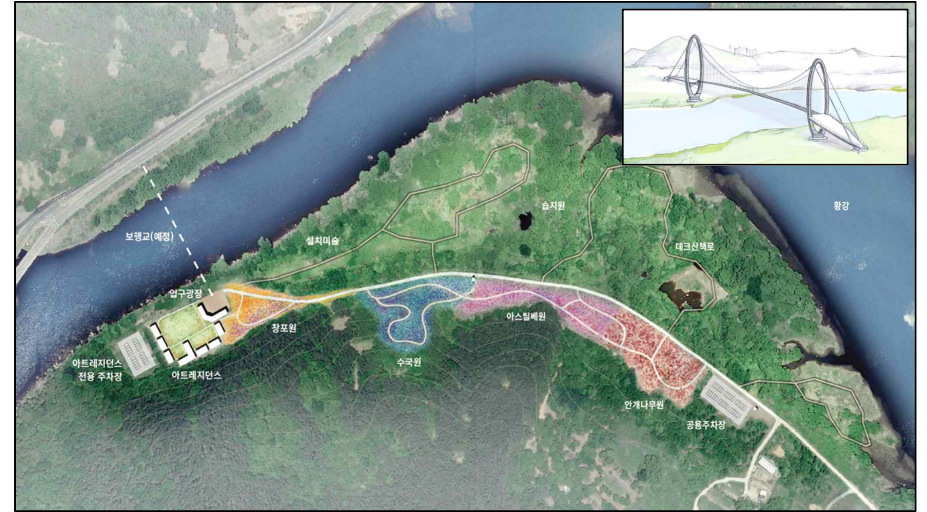 습지원
황강
보행교(예정)
설치미술
데크산책로
입구광장
창포원
아스틸베원
아트레지던스
전용 주차장
아트레지던스
수국원
안개나무원
공용주차장